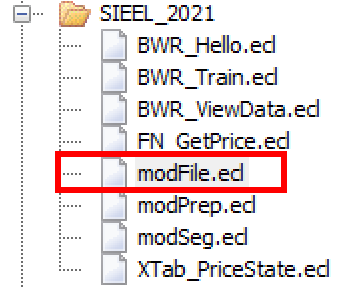 SIEEL_2021
BWR_Hello.ecl
BWR_Train.ecl
BWR_ViewData.ecl
FN_GetPrice.ecl
modFile.ecl
modPrep.ecl
modSeg.ecl
XTab_PriceState.ecl